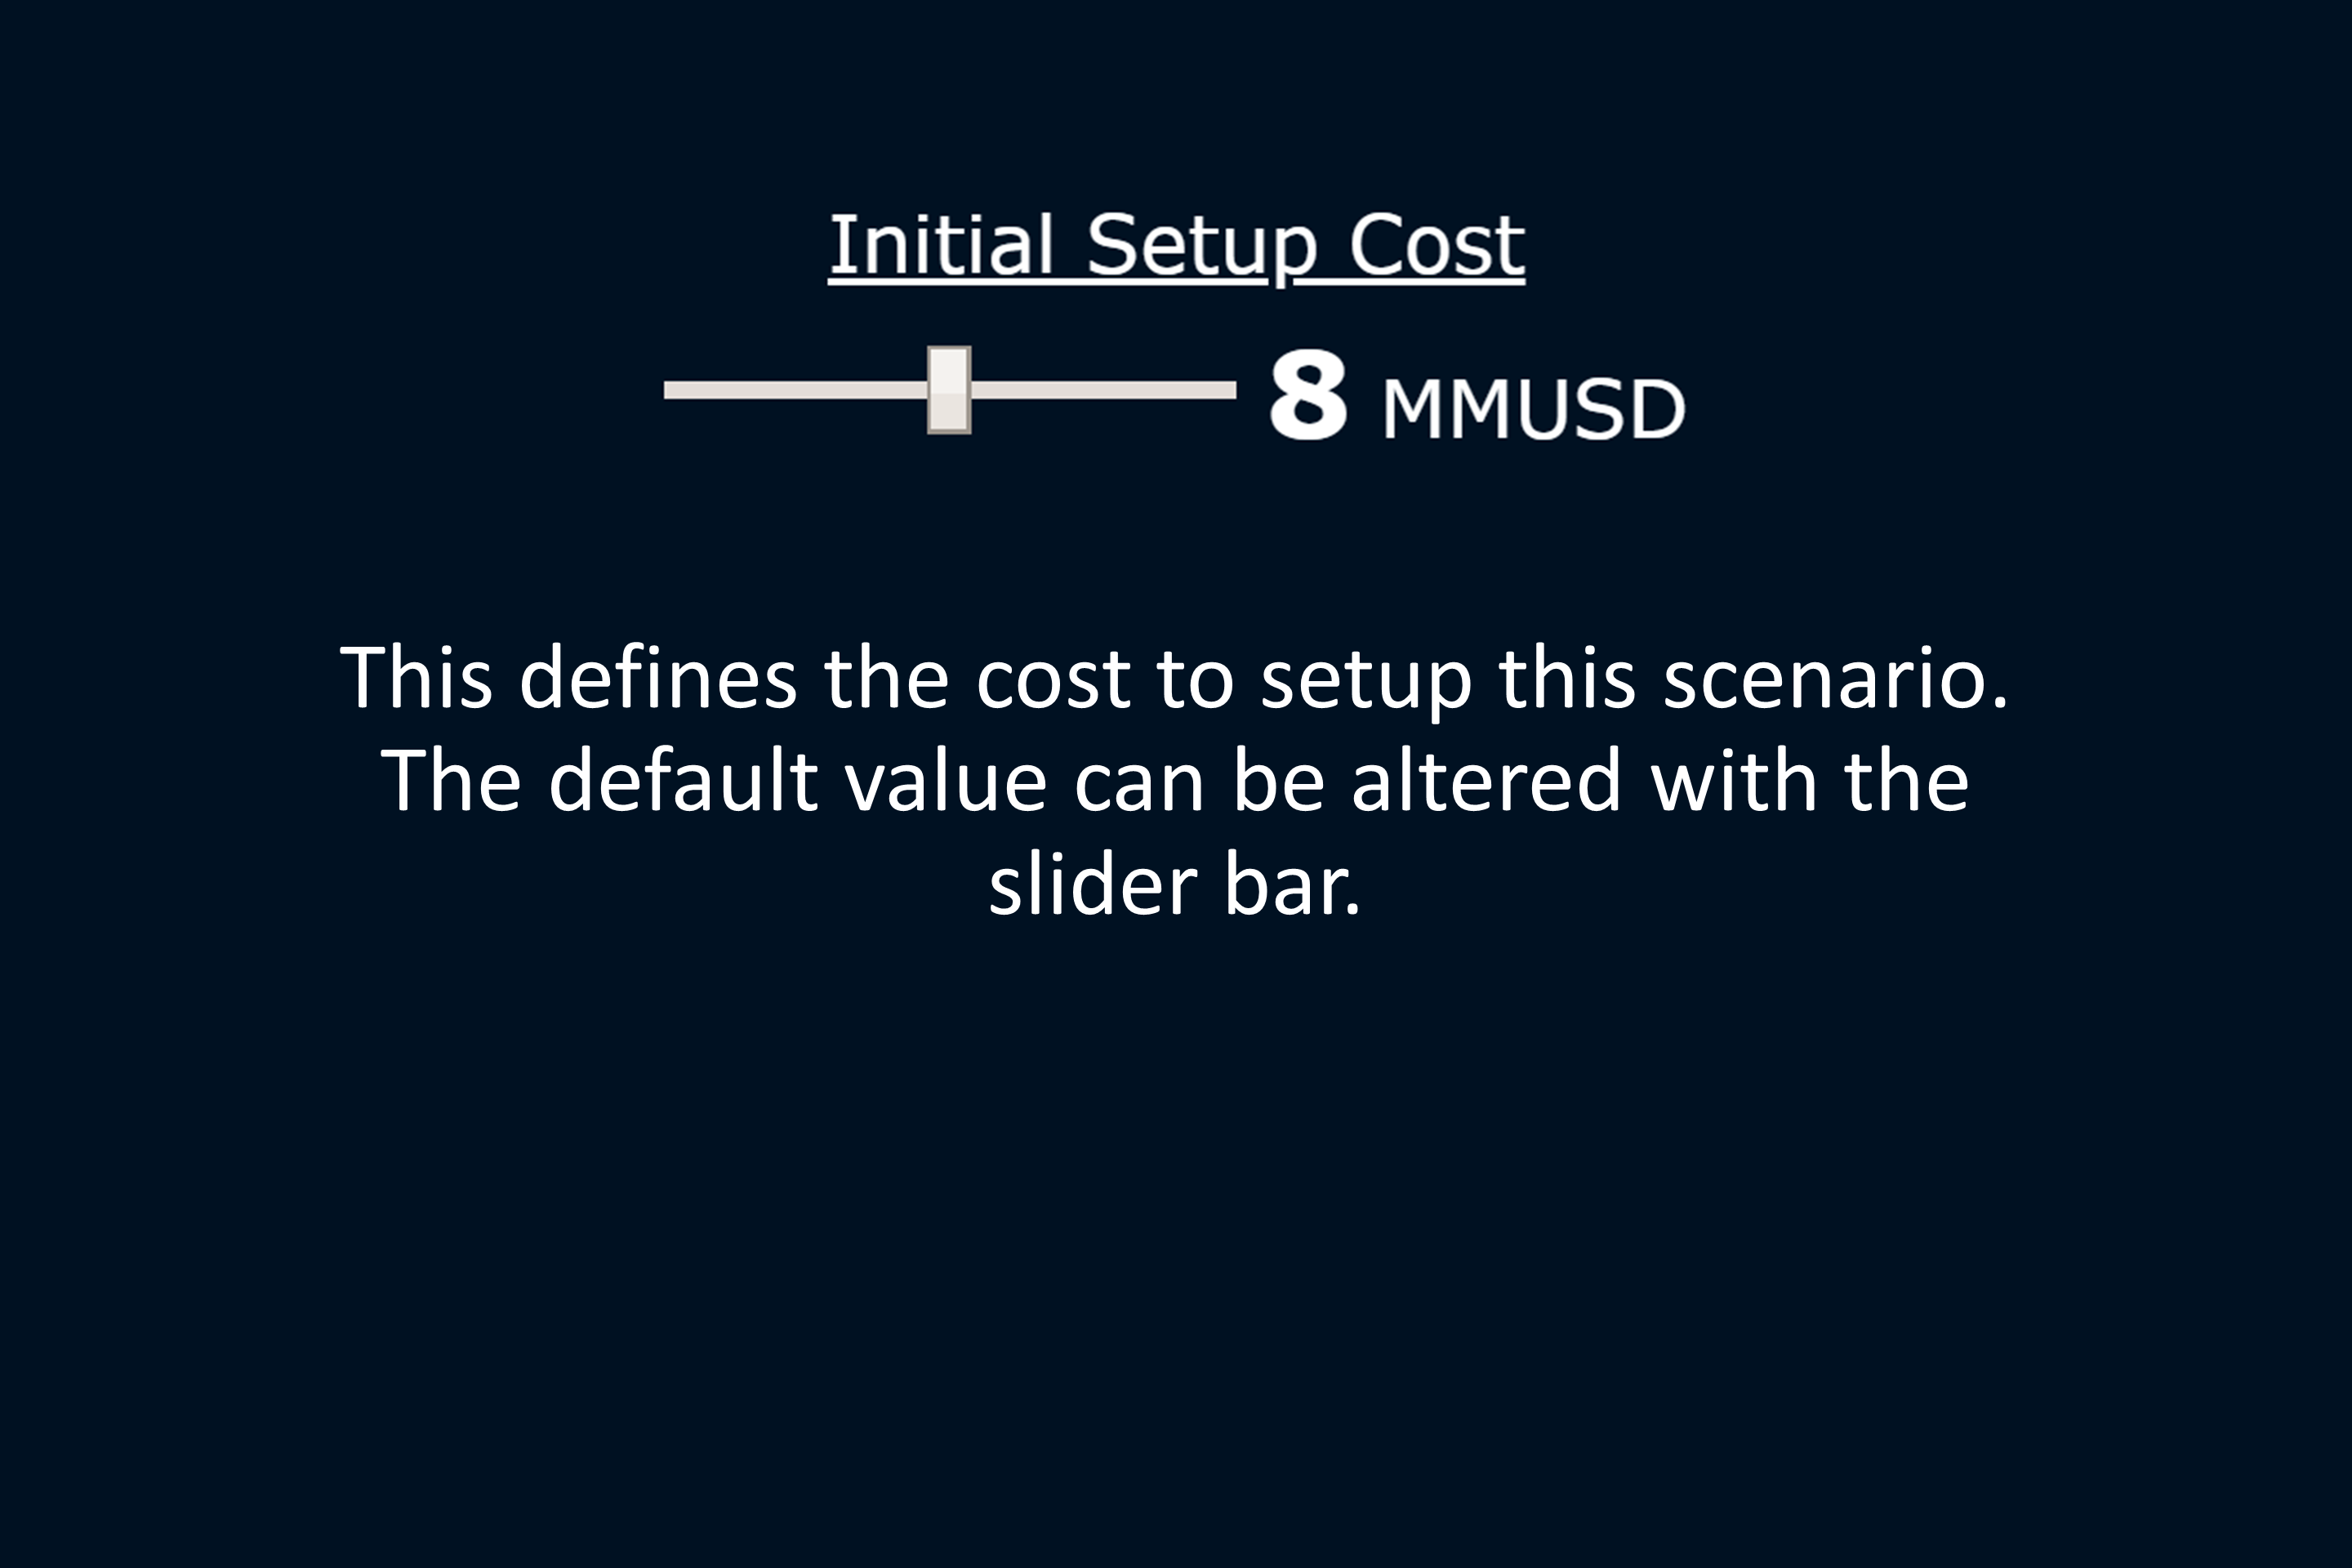 Initial Setup Cost
8 MMUSD
This defines the cost to setup this scenario.
The default value can be altered with the
slider bar.